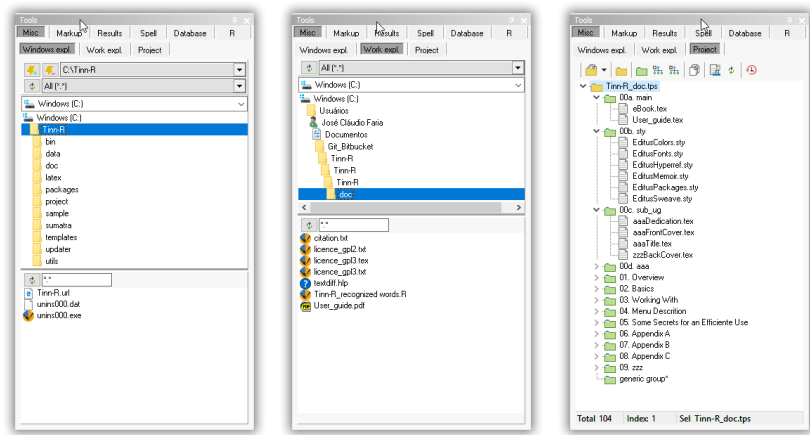 Tools
Misc Markup Results Spell Database R
Windows expl. Work expl. Project
C:\Tinn-R
All (*.*)
Windows (C:)
Windows (C:)
Tinn-R
bin
data
doc
latex
packages
project
sample
sumatra
templates
updater
utils
*.*
Tinn-R.url
unins000.dat
unins000.exe
Tools
Misc Markup Results Spell Database R
Windows expl. Work expl. Project
All (*.*)
Windows (C:)
Windows (C:)
Usuários
José Cláudio Faria
Documentos
Git_Bitbucket
Tinn-R
Tinn-R
Tinn-R
doc
*.*
citation.txt
licence_gpl2.txt
licence_gpl3.tex
licence_gpl3.txt
textdiff.hlp
Tinn-R_recognized words.R
User_guide.pdf
Tools
Misc Markup Results Spell Database R
Windows expl. Work expl. Project
Tinn-R_doc.tps
00a. main
eBook.tex
User_guide.tex
00b. sty
EditusColors.sty
EditusFonts.sty
EditusHyperref.sty
EditusMemoir.sty
EditusPackages.sty
EditusSweave.sty
00c. sub_ug
aaaDedication.tex
aaaFrontCover.tex
aaaTitle.tex
zzzBackCover.tex
00d. aaa
01. Overview
02. Basics
03. Working With
04. Menu Descrition
05. Some Secrets for an Efficiente Use
06. Appendix A
07. Appendix B
08. Appendix C
09. zzz
generic group*
Total 104 Index: 1 Sel Tinn-R_doc.tps